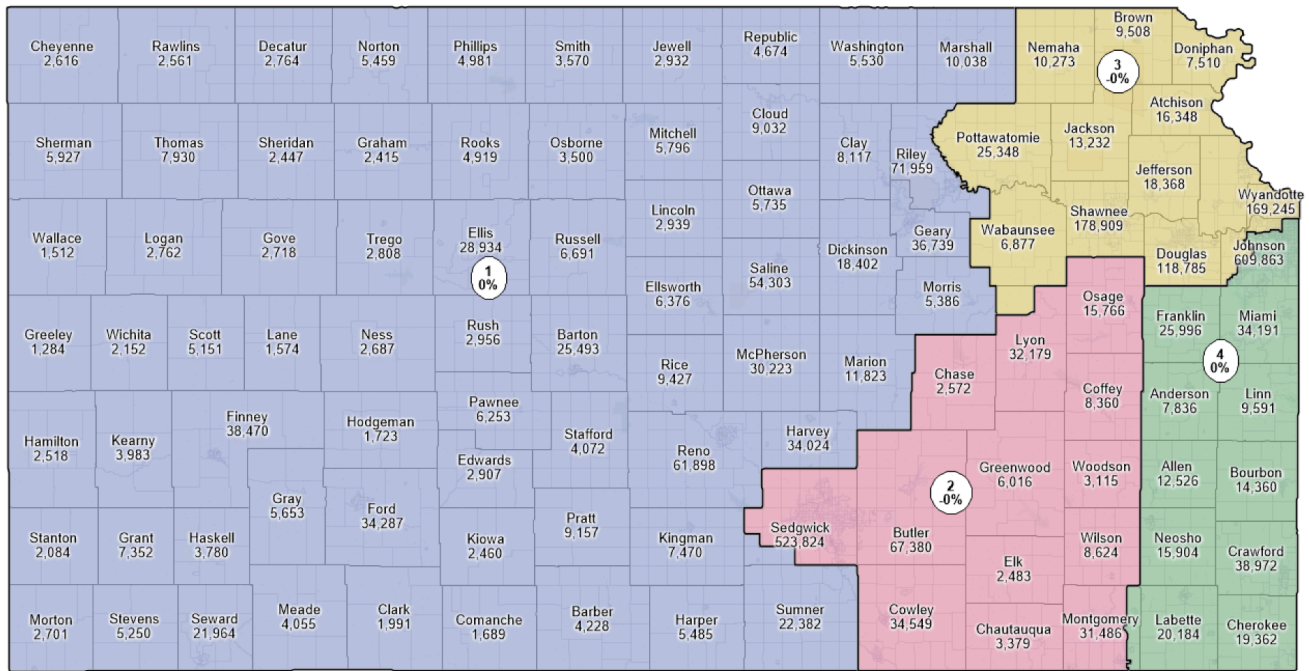 Cheyenne
2,616
Rawlins
2,561
Decatur
2,764
Norton
5,459
Phillips
4,981
Smith
3,570
Jewell
2,932
Republic
4,674
Washington
5,530
Marshall
10,038
Nemaha
10,273
Brown
9,508
Doniphan
7,510
3
-0%
Sherman
5,927
Thomas
7,930
Sheridan
2,447
Graham
2,415
Rooks
4,919
Osborne
3,500
Mitchell
5,796
Cloud
9,032
Clay
8,117
Riley
71,959
Pottawatomie
25,348
Jackson
13,232
Atchison
16,348
Jefferson
18,368
Wyandotte
169,245
Wallace
1,512
Logan
2,762
Gove
2,718
Trego
2,808
Ellis
28,934
1
0%
Russell
6,691
Lincoln
2,939
Ottawa
5,735
Saline
54,303
Dickinson
18,402
Geary
36,739
Wabaunsee
6,877
Shawnee
178,909
Douglas
118,785
Johnson
609,863
Ellsworth
6,376
Morris
5,386
Osage
15,766
Franklin
25,996
Miami
34,191
Greeley
1,284
Wichita
2,152
Scott
5,151
Lane
1,574
Ness
2,687
Rush
2,956
Barton
25,493
Rice
9,427
McPherson
30,223
Marion
11,823
Chase
2,572
Lyon
32,179
Coffey
8,360
4
0%
Anderson
7,836
Linn
9,591
Hamilton
2,518
Kearny
3,983
Finney
38,470
Hodgeman
1,723
Pawnee
6,253
Edwards
2,907
Stafford
4,072
Reno
61,898
Harvey
34,024
2
-0%
Greenwood
6,016
Woodson
3,115
Allen
12,526
Bourbon
14,360
Gray
5,653
Ford
34,287
Stanton
2,084
Grant
7,352
Haskell
3,780
Kiowa
2,460
Pratt
9,157
Kingman
7,470
Sedgwick
523,824
Butler
67,380
Elk
2,483
Wilson
8,624
Neosho
15,904
Crawford
38,972
Morton
2,701
Stevens
5,250
Seward
21,964
Meade
4,055
Clark
1,991
Comanche
1,689
Barber
4,228
Harper
5,485
Sumner
22,382
Cowley
34,549
Chautauqua
3,379
Montgomery
31,486
Labette
20,184
Cherokee
19,362